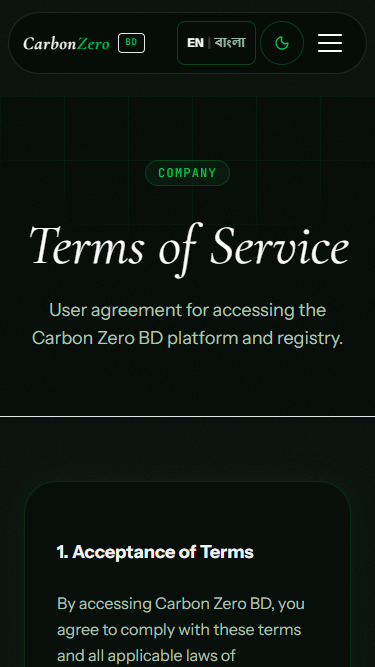 CarbonZero BD EN | বাংলা
COMPANY
Terms of Service
User agreement for accessing the
Carbon Zero BD platform and registry.
1. Acceptance of Terms
By accessing Carbon Zero BD, you
agree to comply with these terms
and all applicable laws of